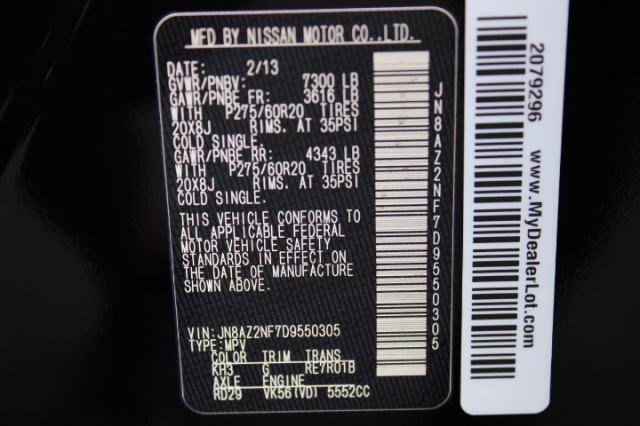 MFD BY NISSAN MOTOR CO.,LTD.
DATE: 2/13
GVWR/PNBV: 7300 LB
GAWR/PNBE FR: 3616 LB
WITH P275/60R20 TIRES
20X8J RIMS. AT 35PSI
COLD SINGLE.
GAWR/PNBE RR: 4343 LB
WITH P275/60R20 TIRES
20X8J RIMS. AT 35PSI
COLD SINGLE.
THIS VEHICLE CONFORMS TO
ALL APPLICABLE FEDERAL
MOTOR VEHICLE SAFETY
STANDARDS IN EFFECT ON
THE DATE OF MANUFACTURE
SHOWN ABOVE.
VIN:JN8AZ2NF7D9550305
TYPE:MPV
COLOR TRIM TRANS
KH3 G RE7R01B
AXLE ENGINE
RD29 VK56(VD) 5552CC
JN8AZ2NF7D9550305
2079296 www.MyDealerLot.com